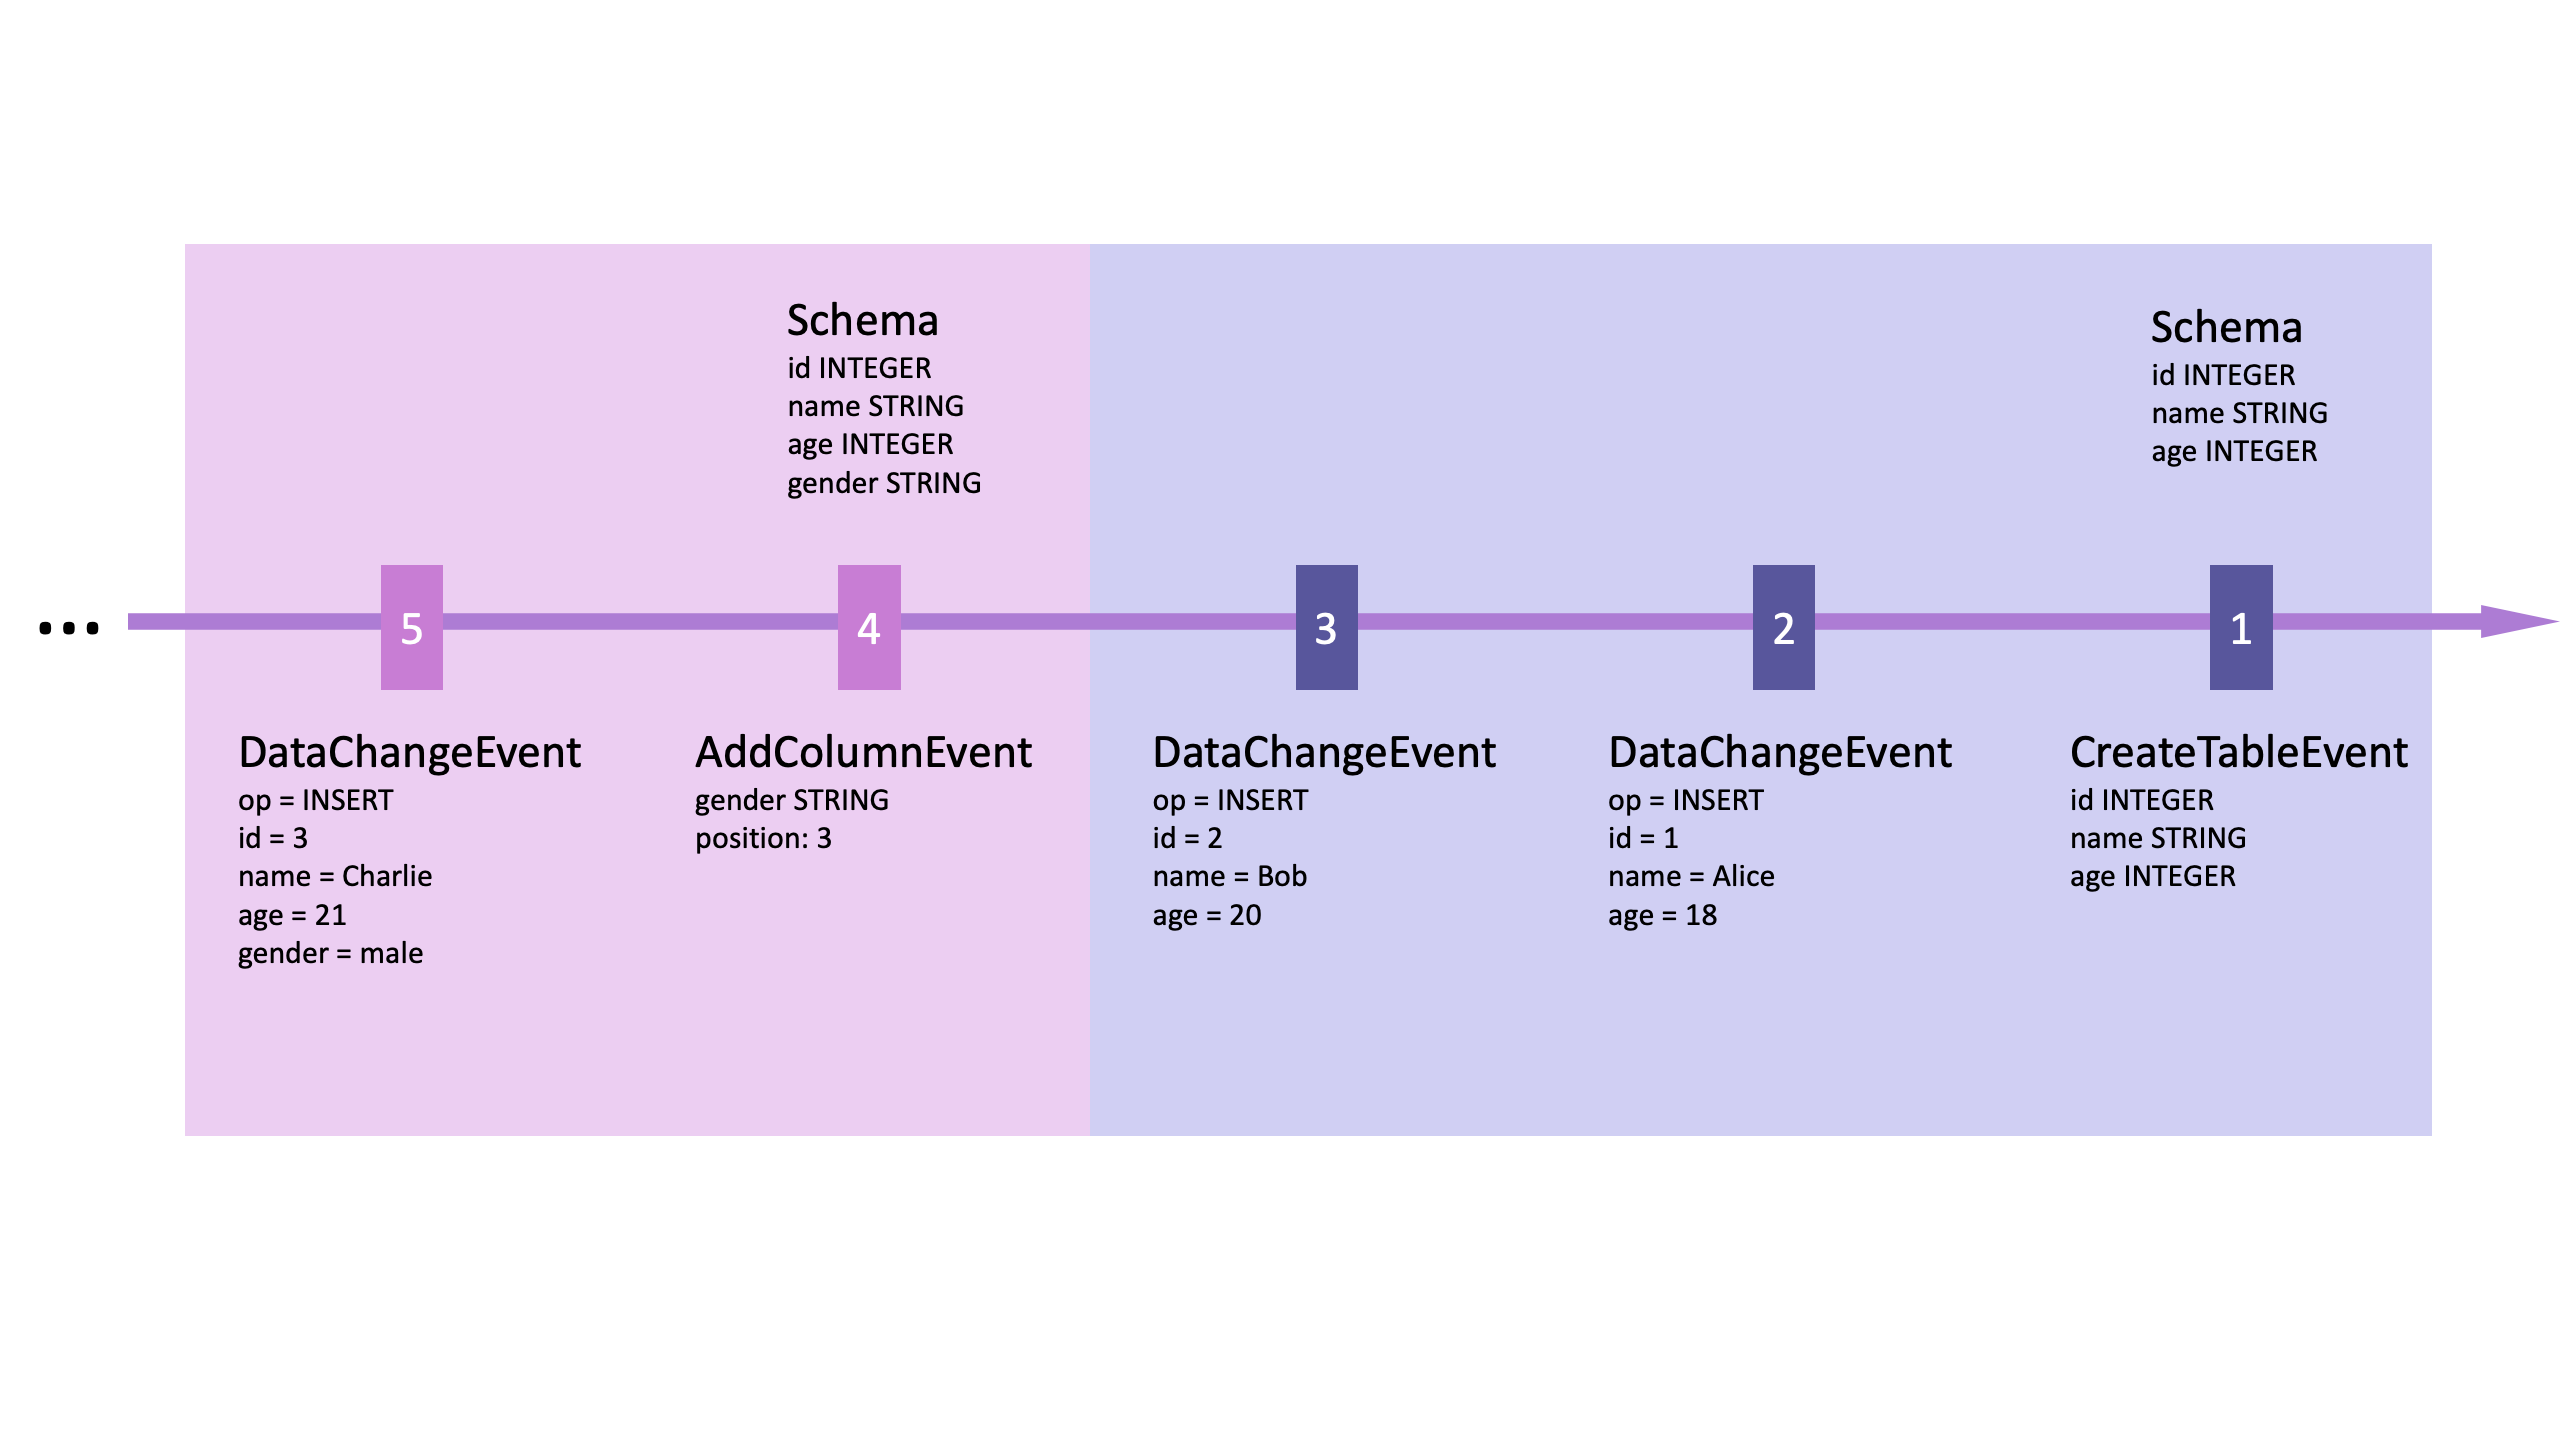 Schema
id INTEGER
name STRING
age INTEGER
gender STRING
Schema
id INTEGER
name STRING
age INTEGER
...
5
4
3
2
1
DataChangeEvent
op = INSERT
id = 3
name = Charlie
age = 21
gender = male
AddColumnEvent
gender STRING
position: 3
DataChangeEvent
op = INSERT
id = 2
name = Bob
age = 20
DataChangeEvent
op = INSERT
id = 1
name = Alice
age = 18
CreateTableEvent
id INTEGER
name STRING
age INTEGER